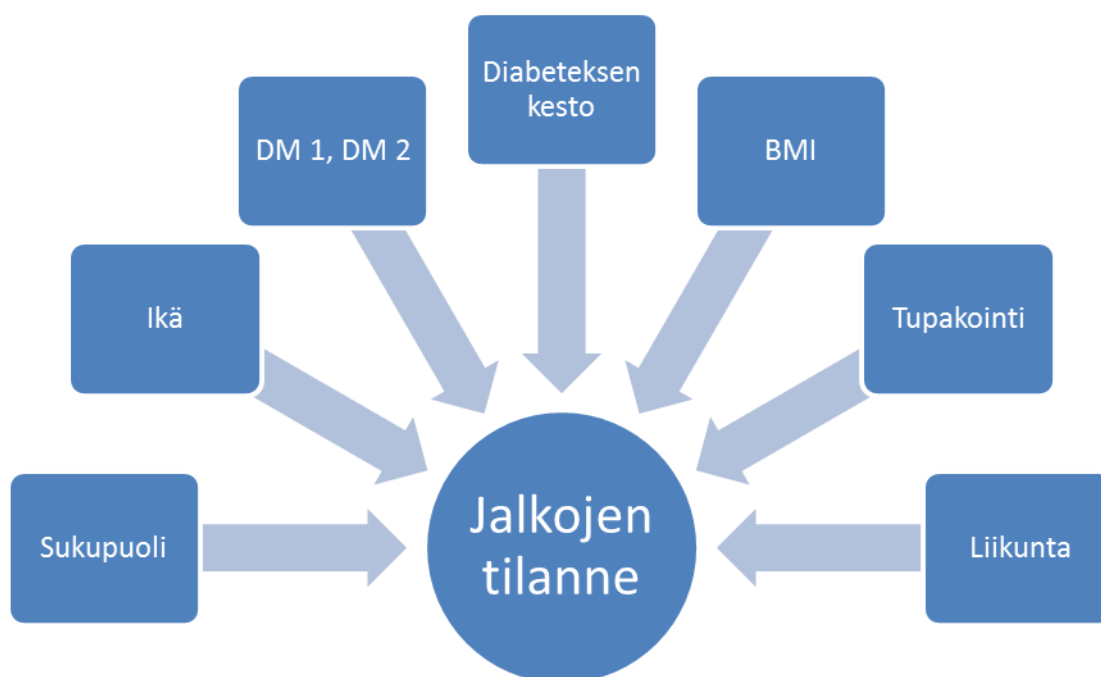 Diabeteksen
kesto
DM 1, DM 2
BMI
Ikä
Tupakointi
Sukupuoli
Jalkojen
tilanne
Liikunta